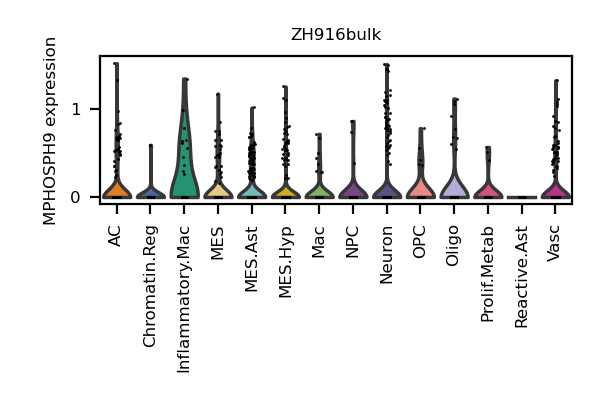 ZH916bulk
MPHOSPH9 expression
1
0
AC
Chromatin.Reg
Inflammatory.Mac
MES
MES.Ast
MES.Hyp
Mac
NPC
Neuron
OPC
Oligo
Prolif.Metab
Reactive.Ast
Vasc